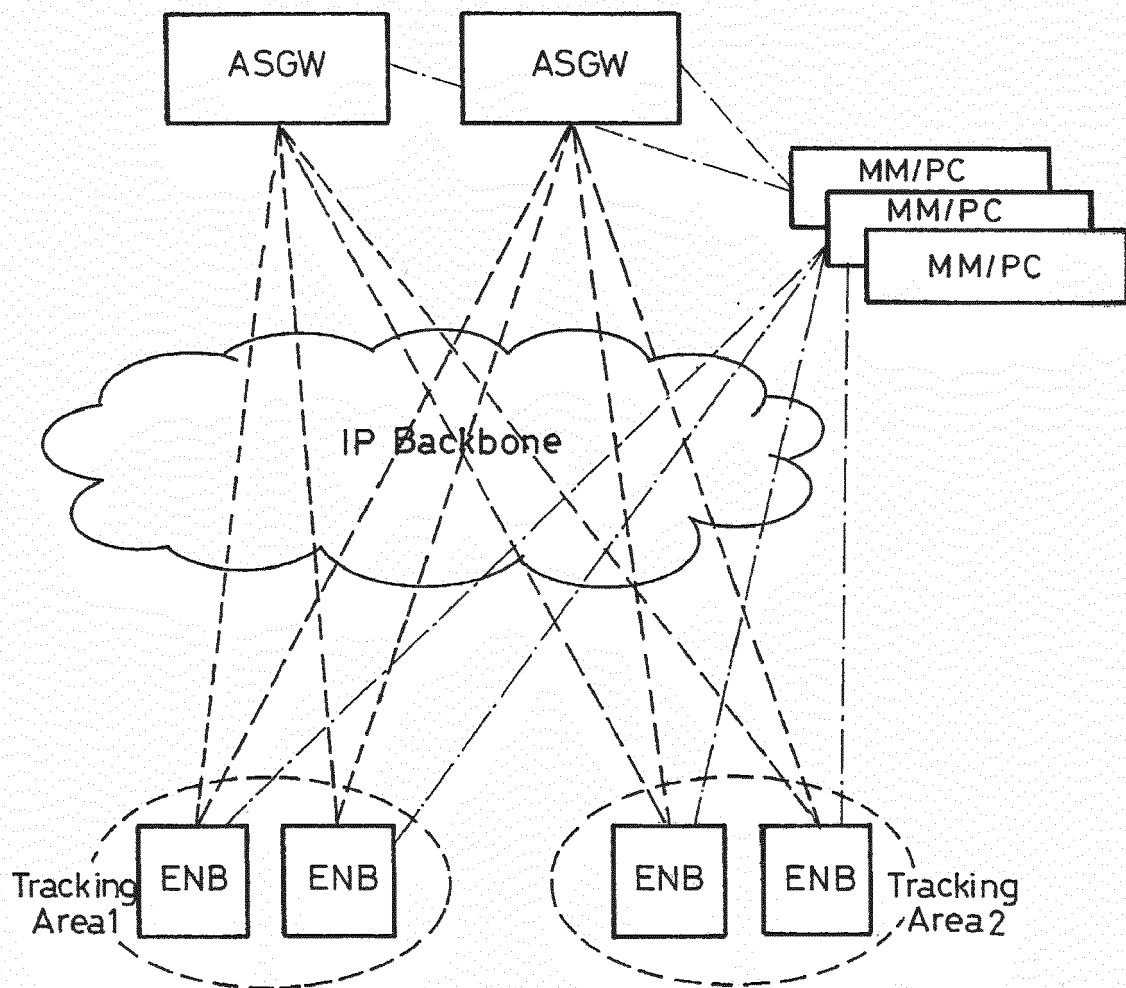 ASGW
ASGW
MM/PC
MM/PC
MM/PC
IP Backbone
Tracking
Area1
ENB
ENB
ENB
ENB
Tracking
Area2